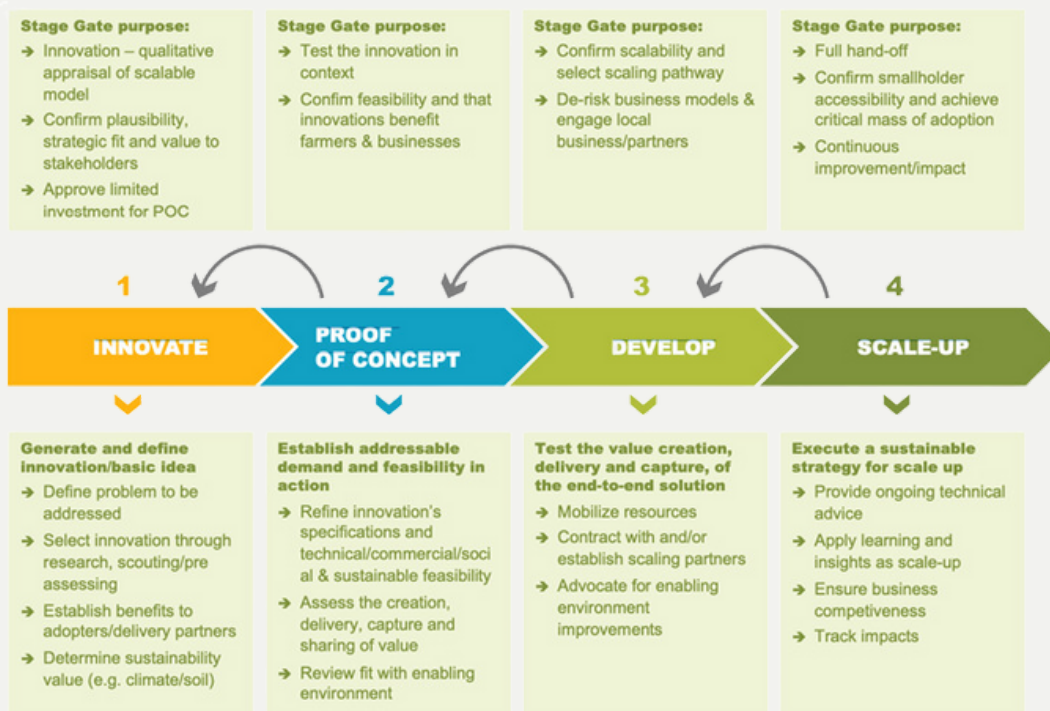 Stage Gate purpose:
→ Innovation – qualitative
appraisal of scalable
model
→ Confirm plausibility,
strategic fit and value to
stakeholders
→ Approve limited
investment for POC
Stage Gate purpose:
→ Test the innovation in
context
→ Confim feasibility and that
innovations benefit
farmers & businesses
Stage Gate purpose:
→ Confirm scalability and
select scaling pathway
→ De-risk business models &
engage local
business/partners
Stage Gate purpose:
→ Full hand-off
→ Confirm smallholder
accessibility and achieve
critical mass of adoption
→ Continuous
improvement/impact
1
2
3
4
INNOVATE
PROOF
OF CONCEPT
DEVELOP
SCALE-UP
Generate and define
innovation/basic idea
→ Define problem to be
addressed
→ Select innovation through
research, scouting/pre
assessing
→ Establish benefits to
adopters/delivery partners
→ Determine sustainability
value (e.g. climate/soil)
Establish addressable
demand and feasibility in
action
→ Refine innovation's
specifications and
technical/commercial/soci
al & sustainable feasibility
→ Assess the creation,
delivery, capture and
sharing of value
→ Review fit with enabling
environment
Test the value creation,
delivery and capture, of
the end-to-end solution
→ Mobilize resources
→ Contract with and/or
establish scaling partners
→ Advocate for enabling
environment
improvements
Execute a sustainable
strategy for scale up
→ Provide ongoing technical
advice
→ Apply learning and
insights as scale-up
→ Ensure business
competiveness
→ Track impacts